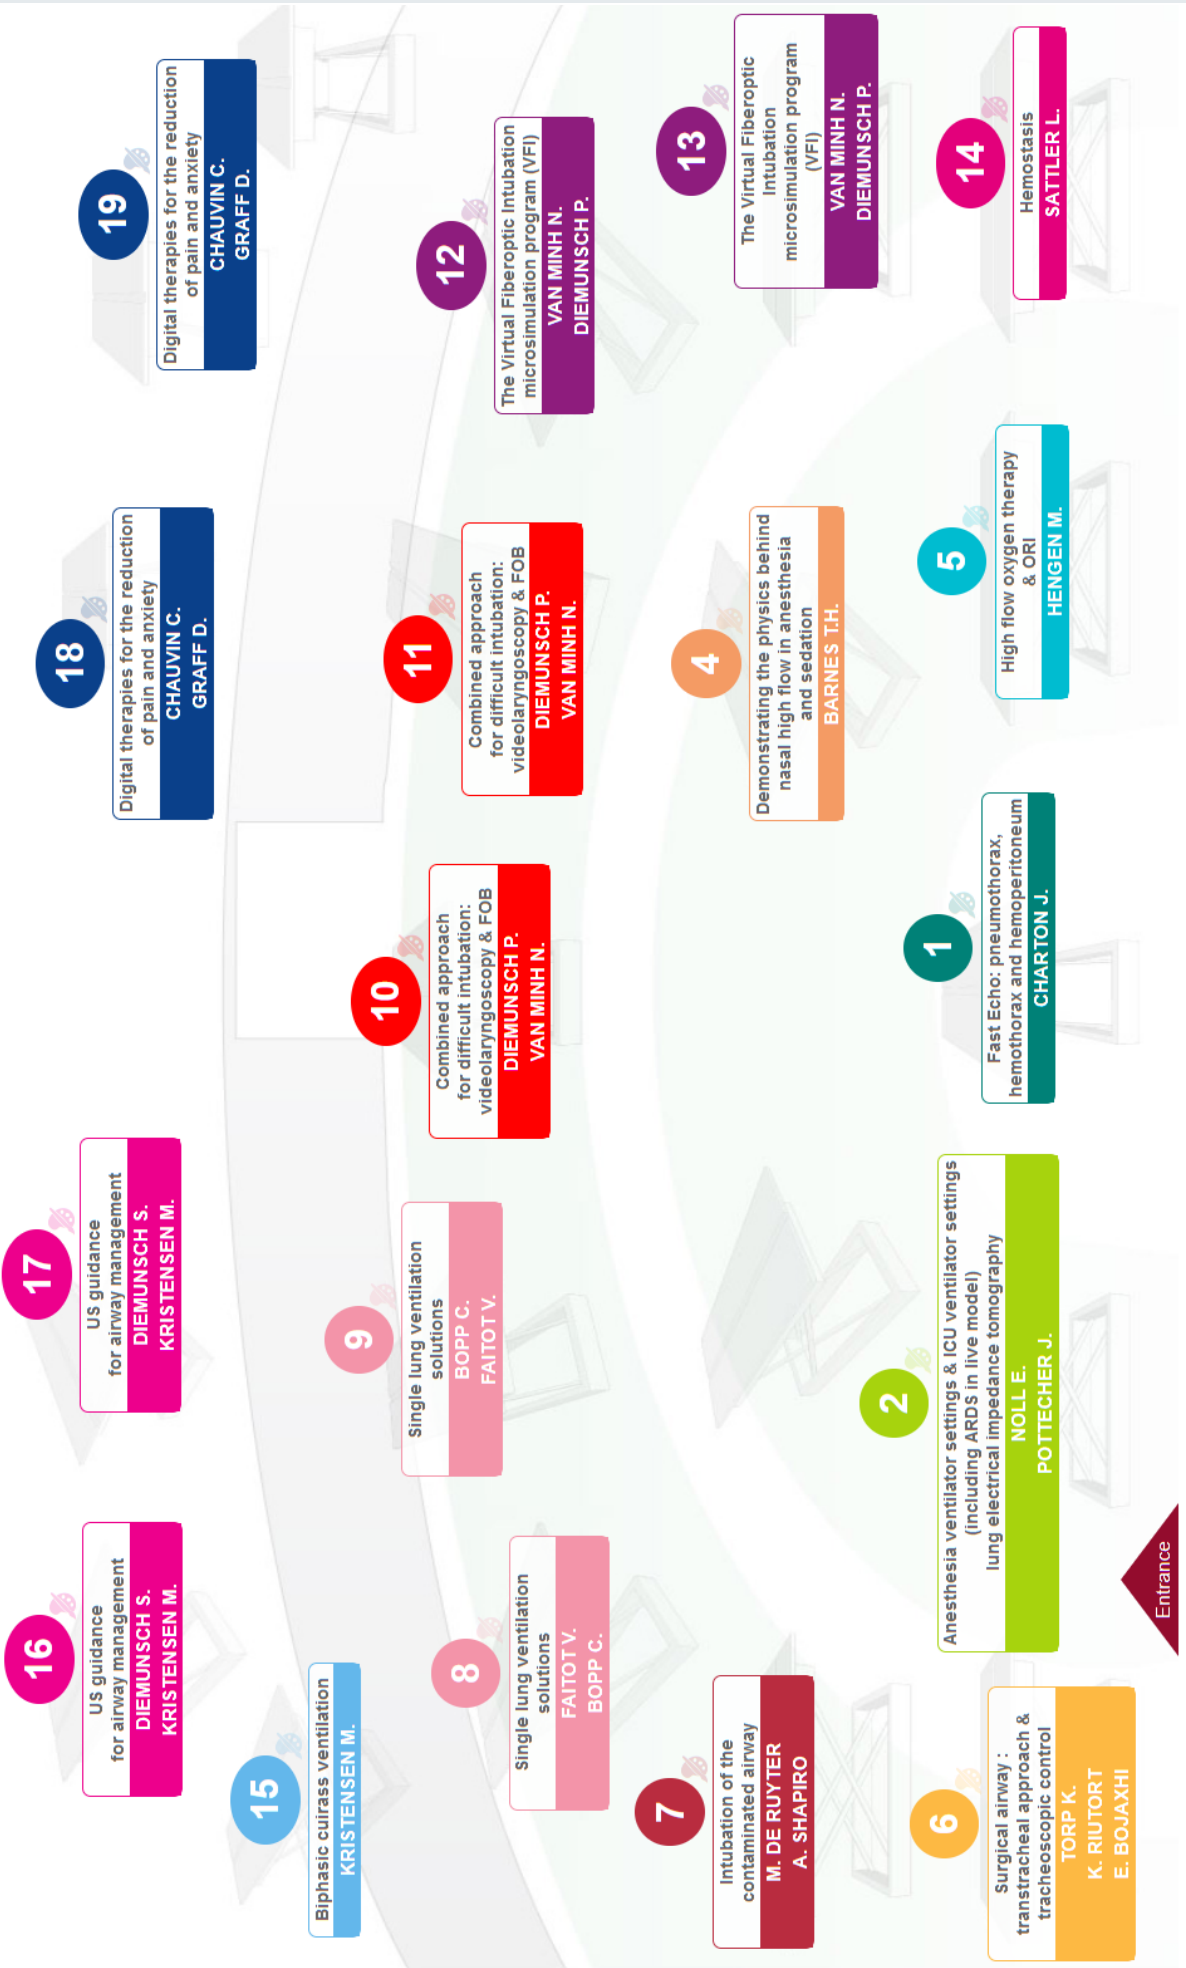 16
US guidance
for airway management
DIEMUNSCH S.
KRISTENSEN M.
17
US guidance
for airway management
DIEMUNSCH S.
KRISTENSEN M.
18
Digital therapies for the reduction
of pain and anxiety
CHAUVIN C.
GRAFF D.
19
Digital therapies for the reduction
of pain and anxiety
CHAUVIN C.
GRAFF D.
15
Biphasic cuirass ventilation
KRISTENSEN M.
8
Single lung ventilation
solutions
FAITOT V.
BOPP C.
9
Single lung ventilation
solutions
BOPP C.
FAITOT V.
10
Combined approach
for difficult intubation:
videolaryngoscopy & FOB
DIEMUNSCH P.
VAN MINH N.
11
Combined approach
for difficult intubation:
videolaryngoscopy & FOB
DIEMUNSCH P.
VAN MINH N.
12
The Virtual Fiberoptic Intubation
microsimulation program (VFI)
VAN MINH N.
DIEMUNSCH P.
7
Intubation of the
contaminated airway
M. DE RUYTER
A. SHAPIRO
4
Demonstrating the physics behind
nasal high flow in anesthesia
and sedation
BARNES T.H.
13
The Virtual Fiberoptic
Intubation
microsimulation program
(VFI)
VAN MINH N.
DIEMUNSCH P.
6
Surgical airway :
transtracheal approach &
tracheoscopic control
TORP K.
K. RIUTORT
E. BOJAXHI
2
Anesthesia ventilator settings & ICU ventilator settings
(including ARDS in live model)
lung electrical impedance tomography
NOLL E.
POTTECHER J.
1
Fast Echo: pneumothorax,
hemothorax and hemoperitoneum
CHARTON J.
5
High flow oxygen therapy
& ORI
HENGEN M.
14
Hemostasis
SATTLER L.
Entrance